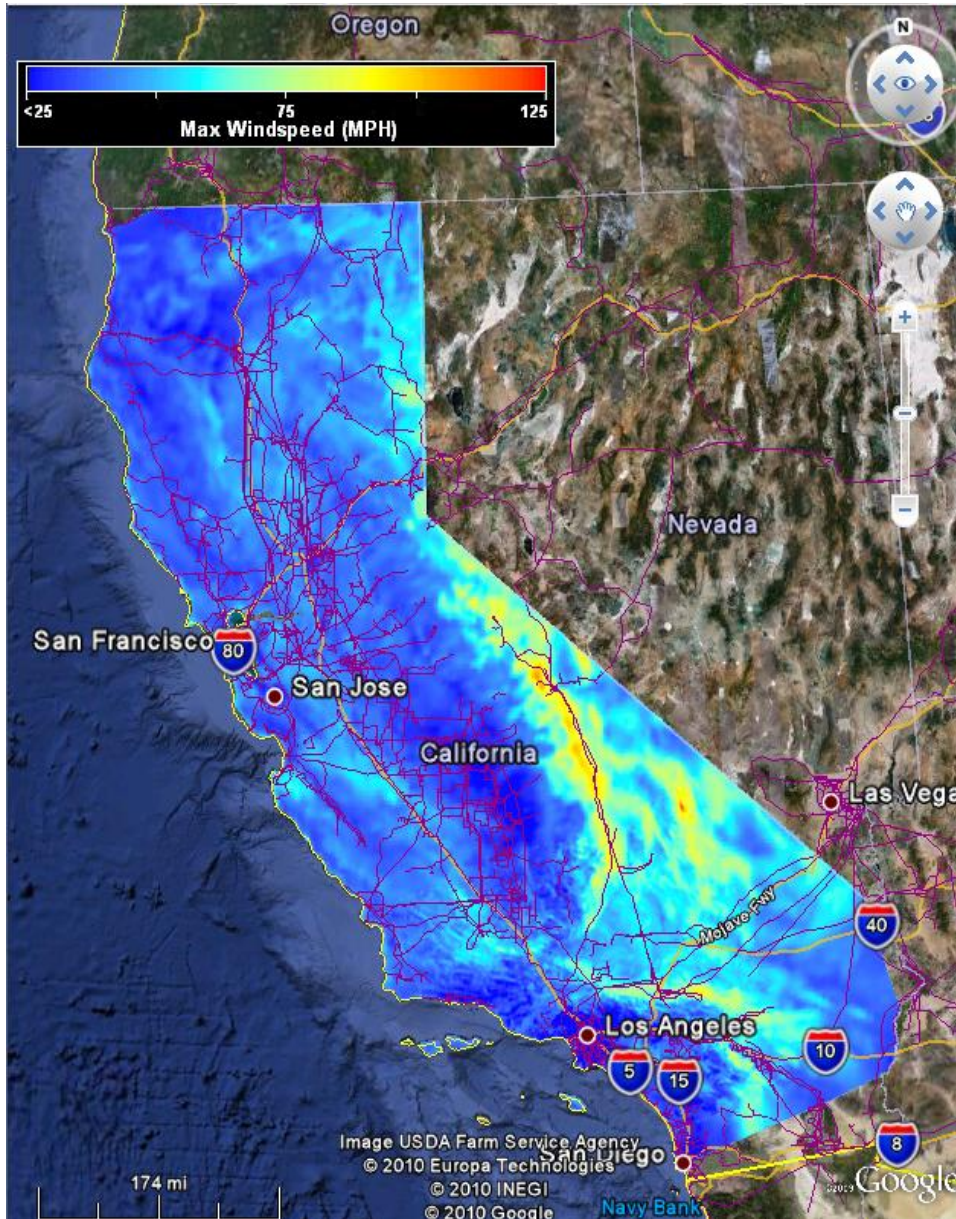 Oregon
N
<25 75 125
Max Windspeed (MPH)
Nevada
San Francisco
80
San Jose
California
Las Vega
Mojave Fwy
40
Los Angeles
10
5
15
Image USDA Farm Service Agency
© 2010 Europa Technologies
San Diego
8
© 2010 INEGI
© 2010 Google
174 mi
Navy Bank
©2009 Google